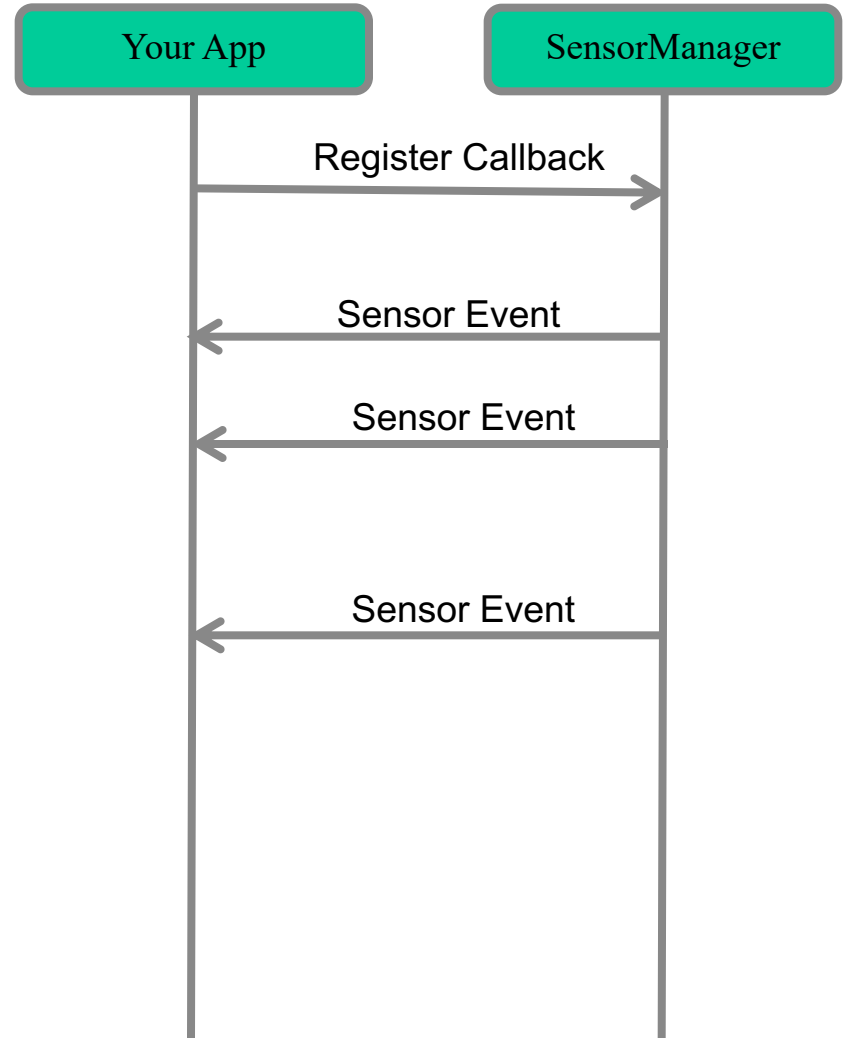 Your App
SensorManager
Register Callback
Sensor Event
Sensor Event
Sensor Event